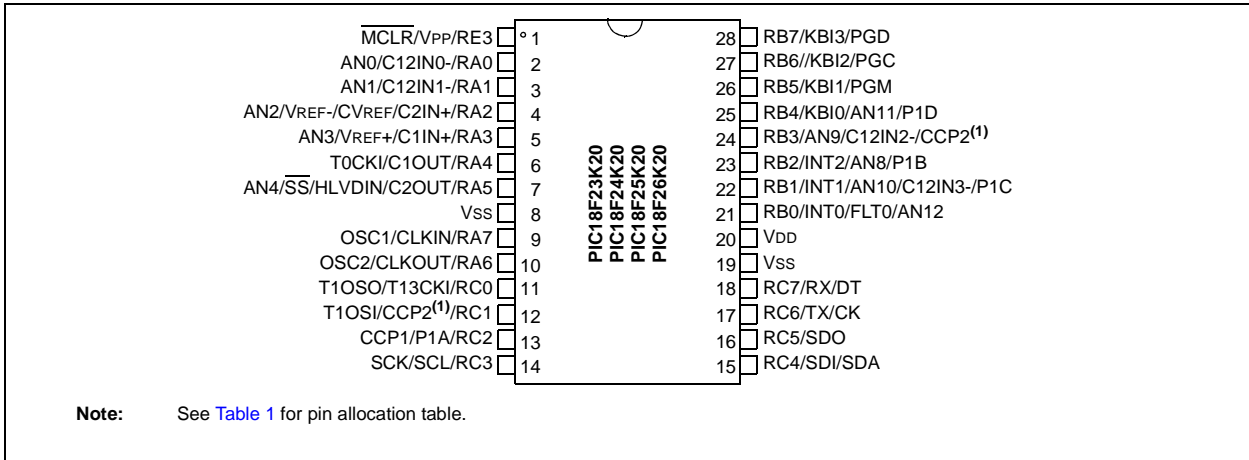 MCLR/VPP/RE3 1
AN0/C12IN0-/RA0 2
AN1/C12IN1-/RA1 3
AN2/VREF-/CVREF/C2IN+/RA2 4
AN3/VREF+/C1IN+/RA3 5
T0CKI/C1OUT/RA4 6
AN4/SS/HLVDIN/C2OUT/RA5 7
VSS 8
OSC1/CLKIN/RA7 9
OSC2/CLKOUT/RA6 10
T1OSO/T13CKI/RC0 11
T1OSI/CCP2(1)/RC1 12
CCP1/P1A/RC2 13
SCK/SCL/RC3 14
PIC18F23K20
PIC18F24K20
PIC18F25K20
PIC18F26K20
28 RB7/KBI3/PGD
27 RB6//KBI2/PGC
26 RB5/KBI1/PGM
25 RB4/KBI0/AN11/P1D
24 RB3/AN9/C12IN2-/CCP2(1)
23 RB2/INT2/AN8/P1B
22 RB1/INT1/AN10/C12IN3-/P1C
21 RB0/INT0/FLT0/AN12
20 VDD
19 VSS
18 RC7/RX/DT
17 RC6/TX/CK
16 RC5/SDO
15 RC4/SDI/SDA
Note: See Table 1 for pin allocation table.